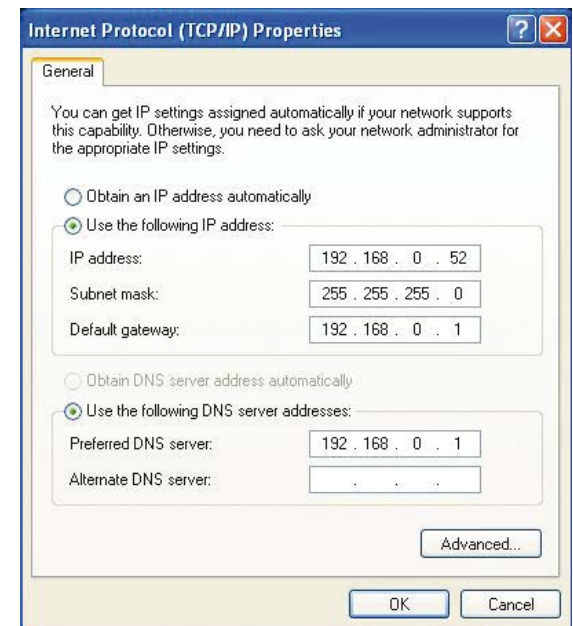 Internet Protocol (TCP/IP) Properties
General
You can get IP settings assigned automatically if your network supports
this capability. Otherwise, you need to ask your network administrator for
the appropriate IP settings.
Obtain an IP address automatically
Use the following IP address:
IP address: 192 . 168 . 0 . 52
Subnet mask: 255 . 255 . 255 . 0
Default gateway: 192 . 168 . 0 . 1
Obtain DNS server address automatically
Use the following DNS server addresses:
Preferred DNS server: 192 . 168 . 0 . 1
Alternate DNS server: . . .
Advanced...
OK Cancel